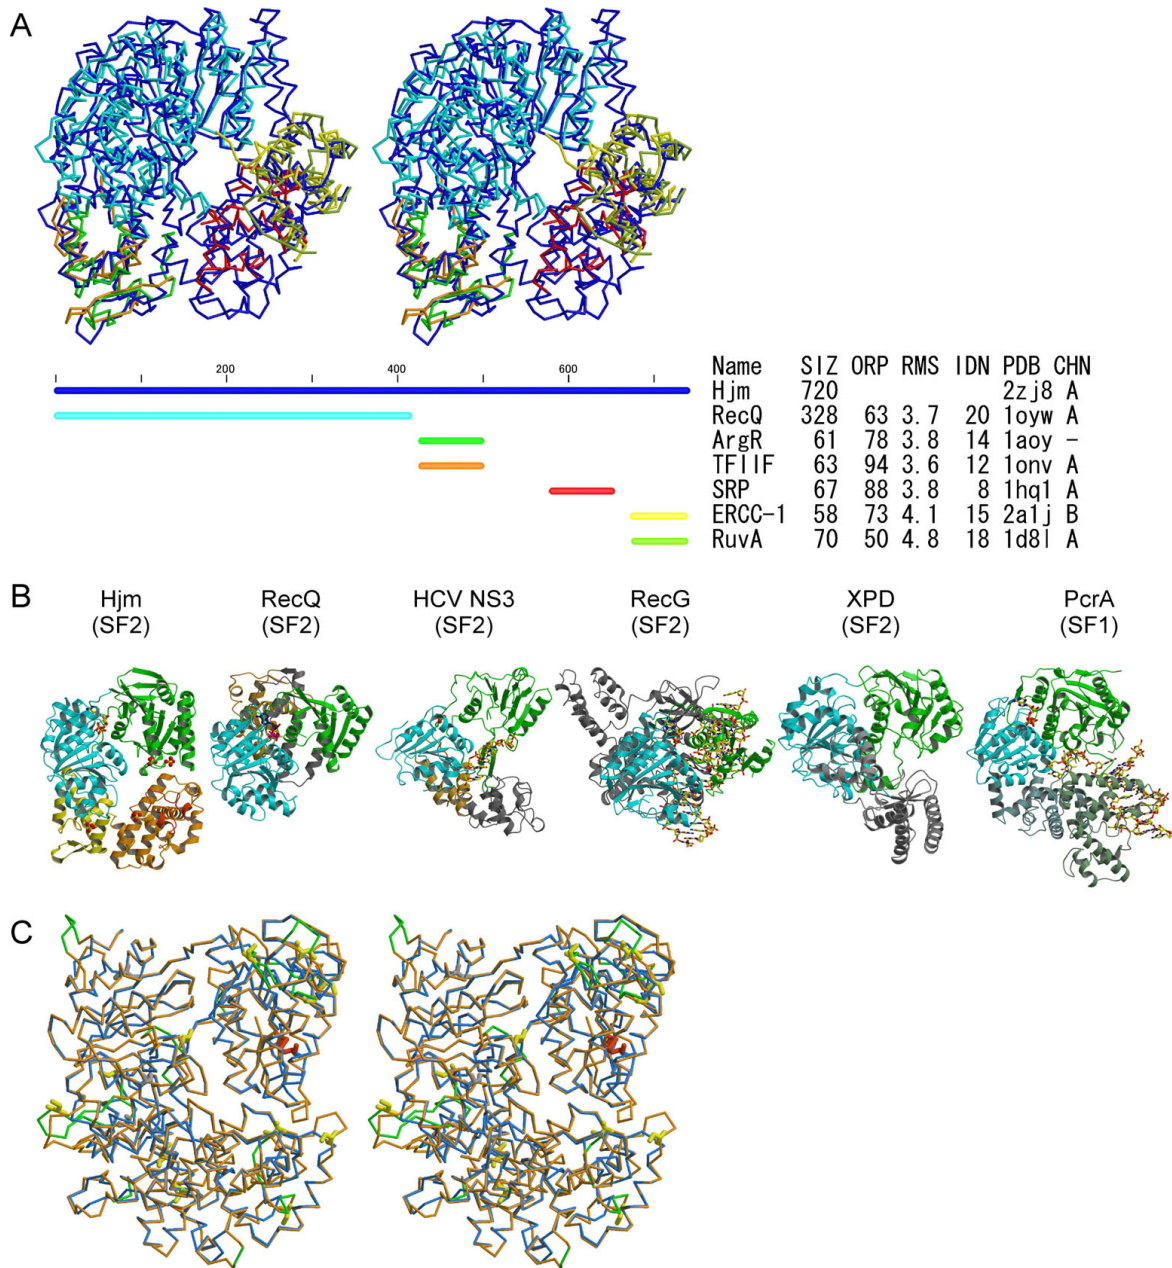 A
200 400 600
Name SIZ ORP RMS IDN PDB CHN
Hjm 720 2zj8 A
RecQ 328 63 3.7 20 1oyw A
ArgR 61 78 3.8 14 1aoy -
TFIIF 63 94 3.6 12 1onv A
SRP 67 88 3.8 8 1hq1 A
ERCC-1 58 73 4.1 15 2a1j B
RuvA 70 50 4.8 18 1d8l A
B
Hjm RecQ HCV NS3 RecG XPD PcrA
(SF2) (SF2) (SF2) (SF2) (SF2) (SF1)
C